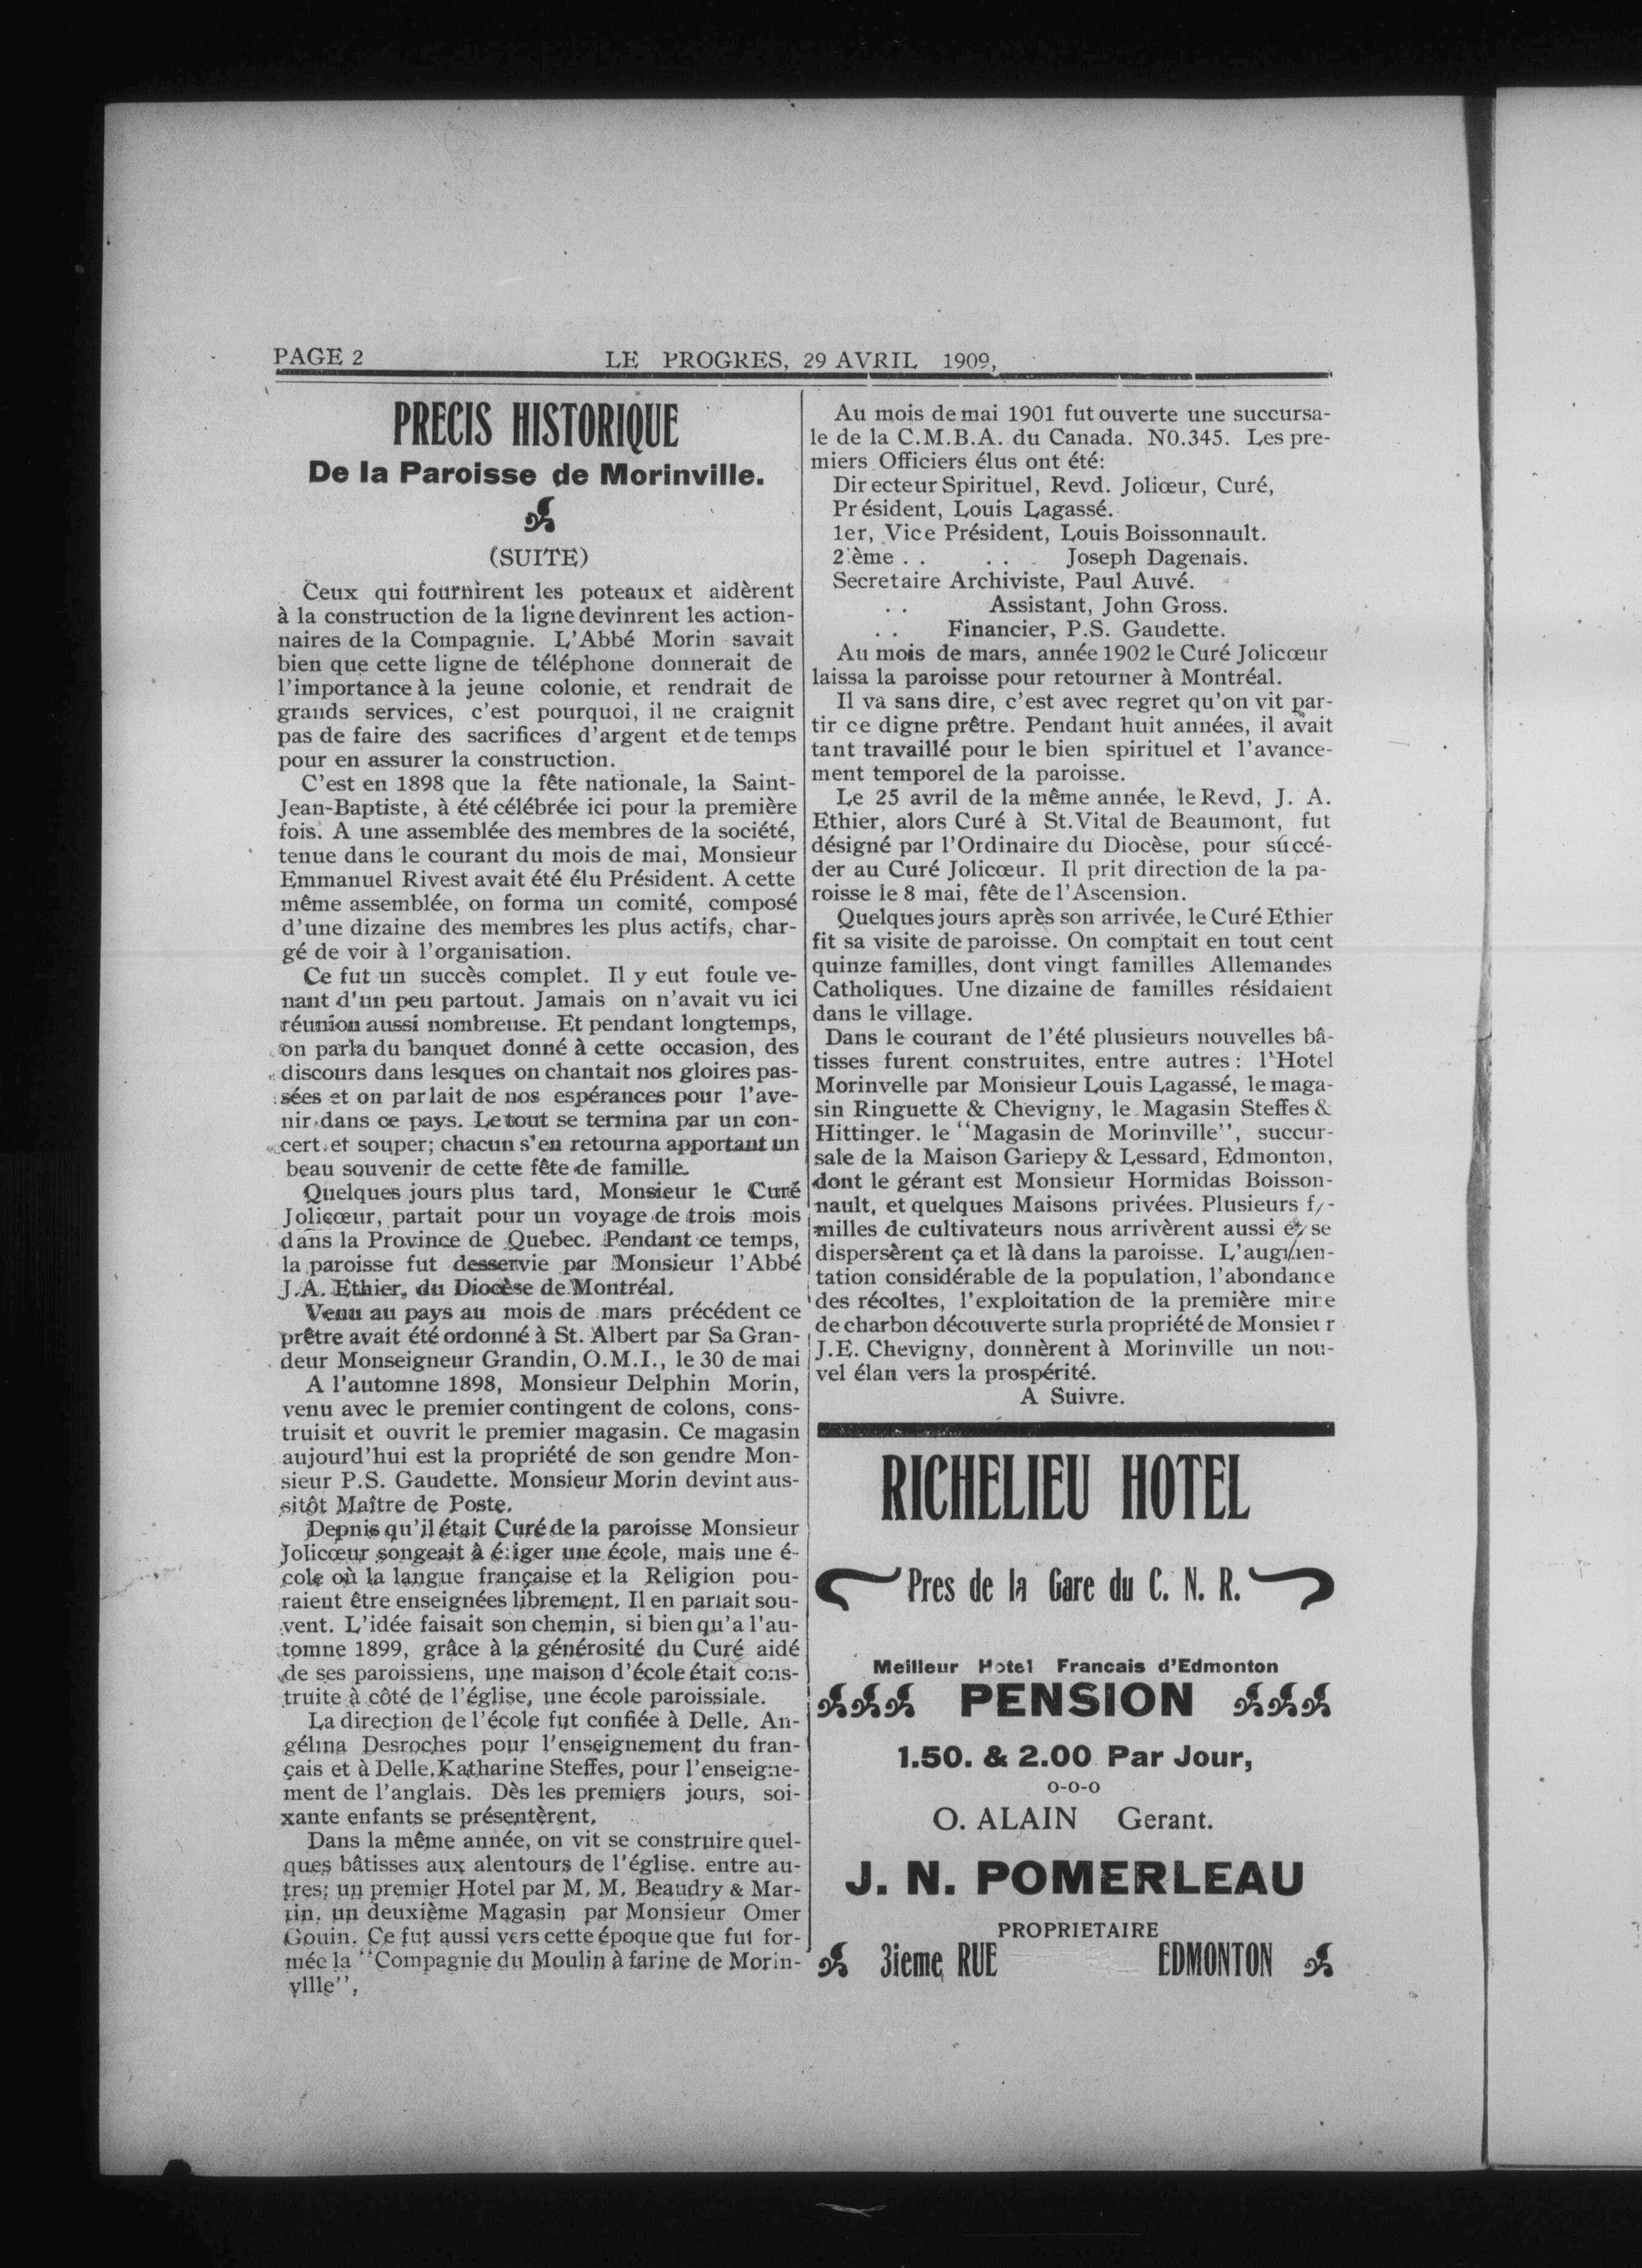 PAGE 2
LE PROGRES, 29 AVRIL 1909,
PRECIS HISTORIQUE
De la Paroisse de Morinville.
(SUITE)
Ceux qui fournirent les poteaux et aidèrent
à la construction de la ligne devinrent les action-
naires de la Compagnie. L'Abbé Morin savait
bien que cette ligne de téléphone donnerait de
l'importance à la jeune colonie, et rendrait de
grands services, c'est pourquoi, il ne craignit
pas de faire des sacrifices d'argent et de temps
pour en assurer la construction.
C'est en 1898 que la fête nationale, la Saint-
Jean-Baptiste, à été célébrée ici pour la première
fois. A une assemblée des membres de la société,
tenue dans le courant du mois de mai, Monsieur
Emmanuel Rivest avait été élu Président. A cette
même assemblée, on forma un comité, composé
d'une dizaine des membres les plus actifs, char-
gé de voir à l'organisation.
Ce fut un succès complet. Il y eut foule ve-
nant d'un peu partout. Jamais on n'avait vu ici
réunion aussi nombreuse. Et pendant longtemps,
on parla du banquet donné à cette occasion, des
discours dans lesques on chantait nos gloires pas-
sées et on parlait de nos espérances pour l'ave-
nir dans ce pays. Le tout se termina par un con-
cert et souper; chacun s'en retourna apportant un
beau souvenir de cette fête de famille.
Quelques jours plus tard, Monsieur le Curé
Jolicœur, partait pour un voyage de trois mois
dans la Province de Quebec. Pendant ce temps,
la paroisse fut desservie par Monsieur l'Abbé
J.A. Ethier, du Diocèse de Montréal.
Venu au pays au mois de mars précédent ce
prêtre avait été ordonné à St. Albert par Sa Gran-
deur Monseigneur Grandin, O.M.I., le 30 de mai
A l'automne 1898, Monsieur Delphin Morin,
venu avec le premier contingent de colons, cons-
truisit et ouvrit le premier magasin. Ce magasin
aujourd'hui est la propriété de son gendre Mon-
sieur P.S. Gaudette. Monsieur Morin devint aus-
sitôt Maître de Poste.
Depnis qu'il était Curé de la paroisse Monsieur
Jolicœur songeait à é:iger une école, mais une é-
cole où la langue française et la Religion pou-
raient être enseignées librement. Il en parlait sou-
vent. L'idée faisait son chemin, si bien qu'a l'au-
tomne 1899, grâce à la générosité du Curé aidé
de ses paroissiens, une maison d'école était cons-
truite à côté de l'église, une école paroissiale.
La direction de l'école fut confiée à Delle. An-
gélina Desroches pour l'enseignement du fran-
çais et à Delle. Katharine Steffes, pour l'enseigne-
ment de l'anglais. Dès les premiers jours, soi-
xante enfants se présentèrent.
Dans la même année, on vit se construire quel-
ques bâtisses aux alentours de l'église. entre au-
tres; un premier Hotel par M. M. Beaudry & Mar-
tin. un deuxième Magasin par Monsieur Omer
Gouin. Ce fut aussi vers cette époque que fut for-
mée la "Compagnie du Moulin à farine de Morin-
vllle",
Au mois de mai 1901 fut ouverte une succursa-
le de la C.M.B.A. du Canada. NO.345. Les pre-
miers Officiers élus ont été:
Directeur Spirituel, Revd. Joliœur, Curé,
Président, Louis Lagassé.
1er, Vice Président, Louis Boissonnault.
2.ème . . . . Joseph Dagenais.
Secretaire Archiviste, Paul Auvé.
. . Assistant, John Gross.
. . Financier, P.S. Gaudette.
Au mois de mars, année 1902 le Curé Jolicœur
laissa la paroisse pour retourner à Montréal.
Il va sans dire, c'est avec regret qu'on vit par-
tir ce digne prêtre. Pendant huit années, il avait
tant travaillé pour le bien spirituel et l'avance-
ment temporel de la paroisse.
Le 25 avril de la même année, le Revd, J. A.
Ethier, alors Curé à St.Vital de Beaumont, fut
désigné par l'Ordinaire du Diocèse, pour succé-
der au Curé Jolicœur. Il prit direction de la pa-
roisse le 8 mai, fête de l'Ascension.
Quelques jours après son arrivée, le Curé Ethier
fit sa visite de paroisse. On comptait en tout cent
quinze familles, dont vingt familles Allemandes
Catholiques. Une dizaine de familles résidaient
dans le village.
Dans le courant de l'été plusieurs nouvelles bâ-
tisses furent construites, entre autres: l'Hotel
Morinvelle par Monsieur Louis Lagassé, le maga-
sin Ringuette & Chevigny, le Magasin Steffes &
Hittinger. le "Magasin de Morinville", succur-
sale de la Maison Gariepy & Lessard, Edmonton,
dont le gérant est Monsieur Hormidas Boisson-
nault, et quelques Maisons privées. Plusieurs f,-
milles de cultivateurs nous arrivèrent aussi et se
dispersèrent ça et là dans la paroisse. L'augmen-
tation considérable de la population, l'abondance
des récoltes, l'exploitation de la première mine
de charbon découverte surla propriété de Monsieur
J.E. Chevigny, donnèrent à Morinville un nou-
vel élan vers la prospérité.
A Suivre.
RICHELIEU HOTEL
Pres de la Gare du C. N. R.
Meilleur Hotel Francais d'Edmonton
PENSION
1.50. & 2.00 Par Jour,
o-o-o
O. ALAIN Gerant.
J. N. POMERLEAU
PROPRIETAIRE
3ieme RUE EDMONTON